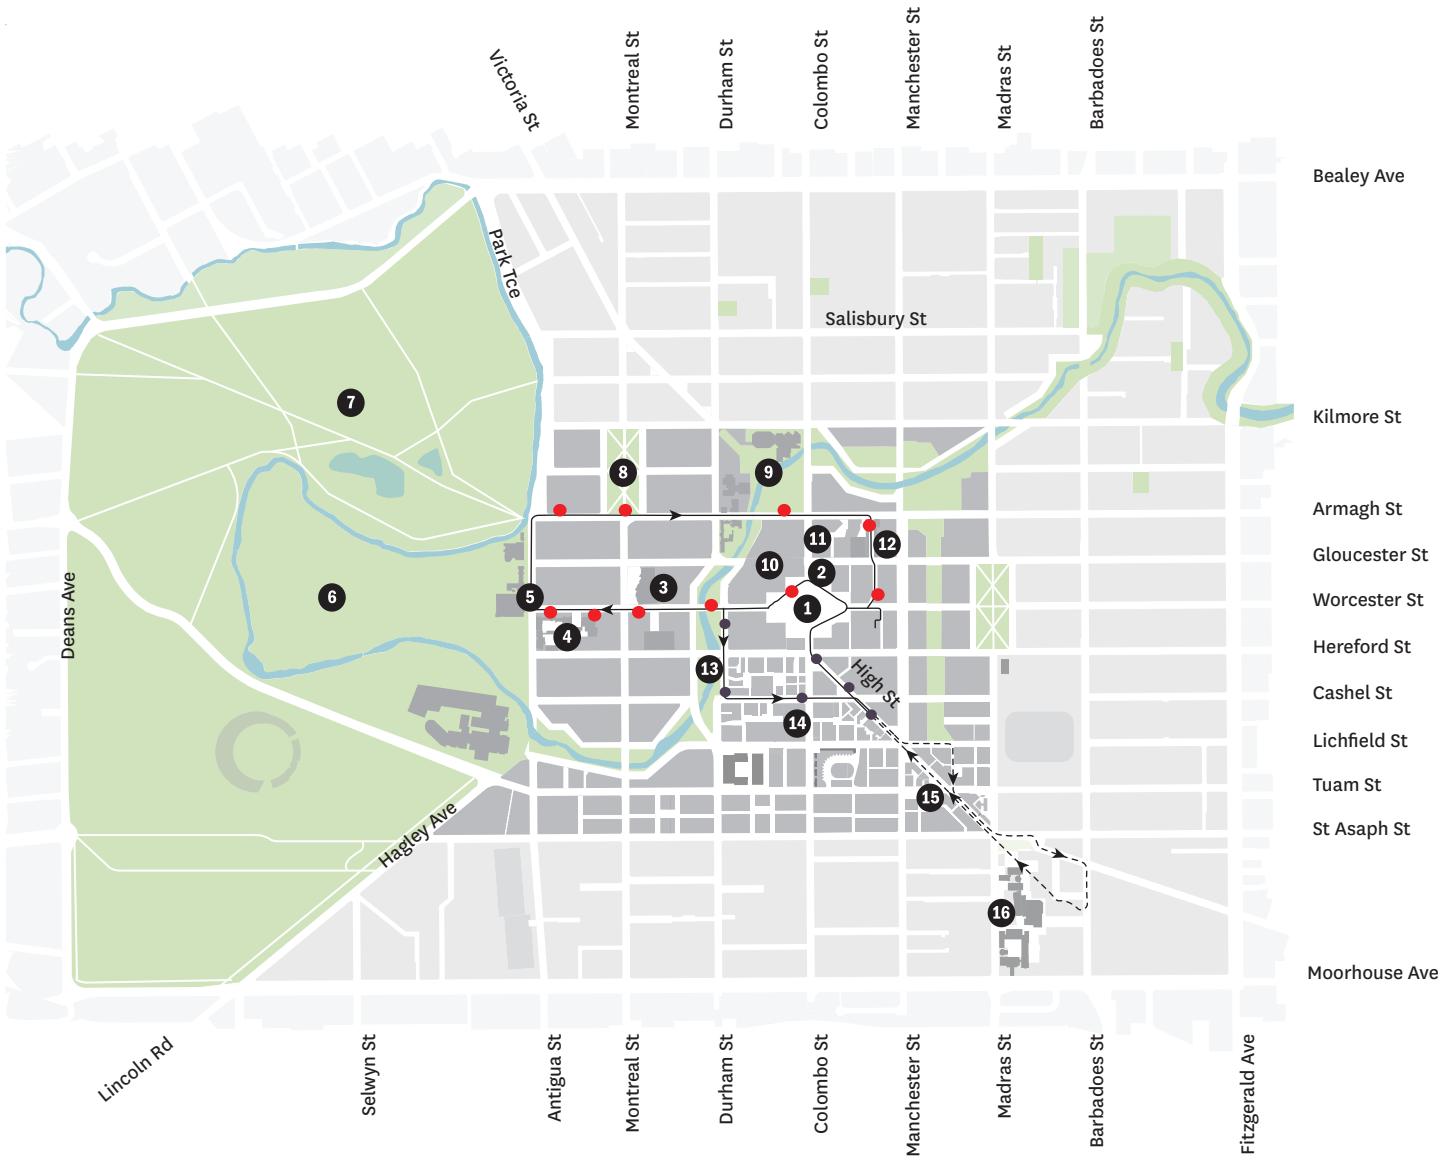 Victoria St
Montreal St
Durham St
Colombo St
Manchester St
Madras St
Barbadoes St
Bealey Ave
Park Tce
Salisbury St
7
Kilmore St
8
9
Armagh St
11
12
Gloucester St
10
2
3
5
6
Worcester St
1
4
Deans Ave
Hereford St
13
High St
Cashel St
14
Lichfield St
Tuam St
15
Hagley Ave
St Asaph St
16
Moorhouse Ave
Lincoln Rd
Selwyn St
Antigua St
Montreal St
Durham St
Colombo St
Manchester St
Madras St
Barbadoes St
Fitzgerald Ave